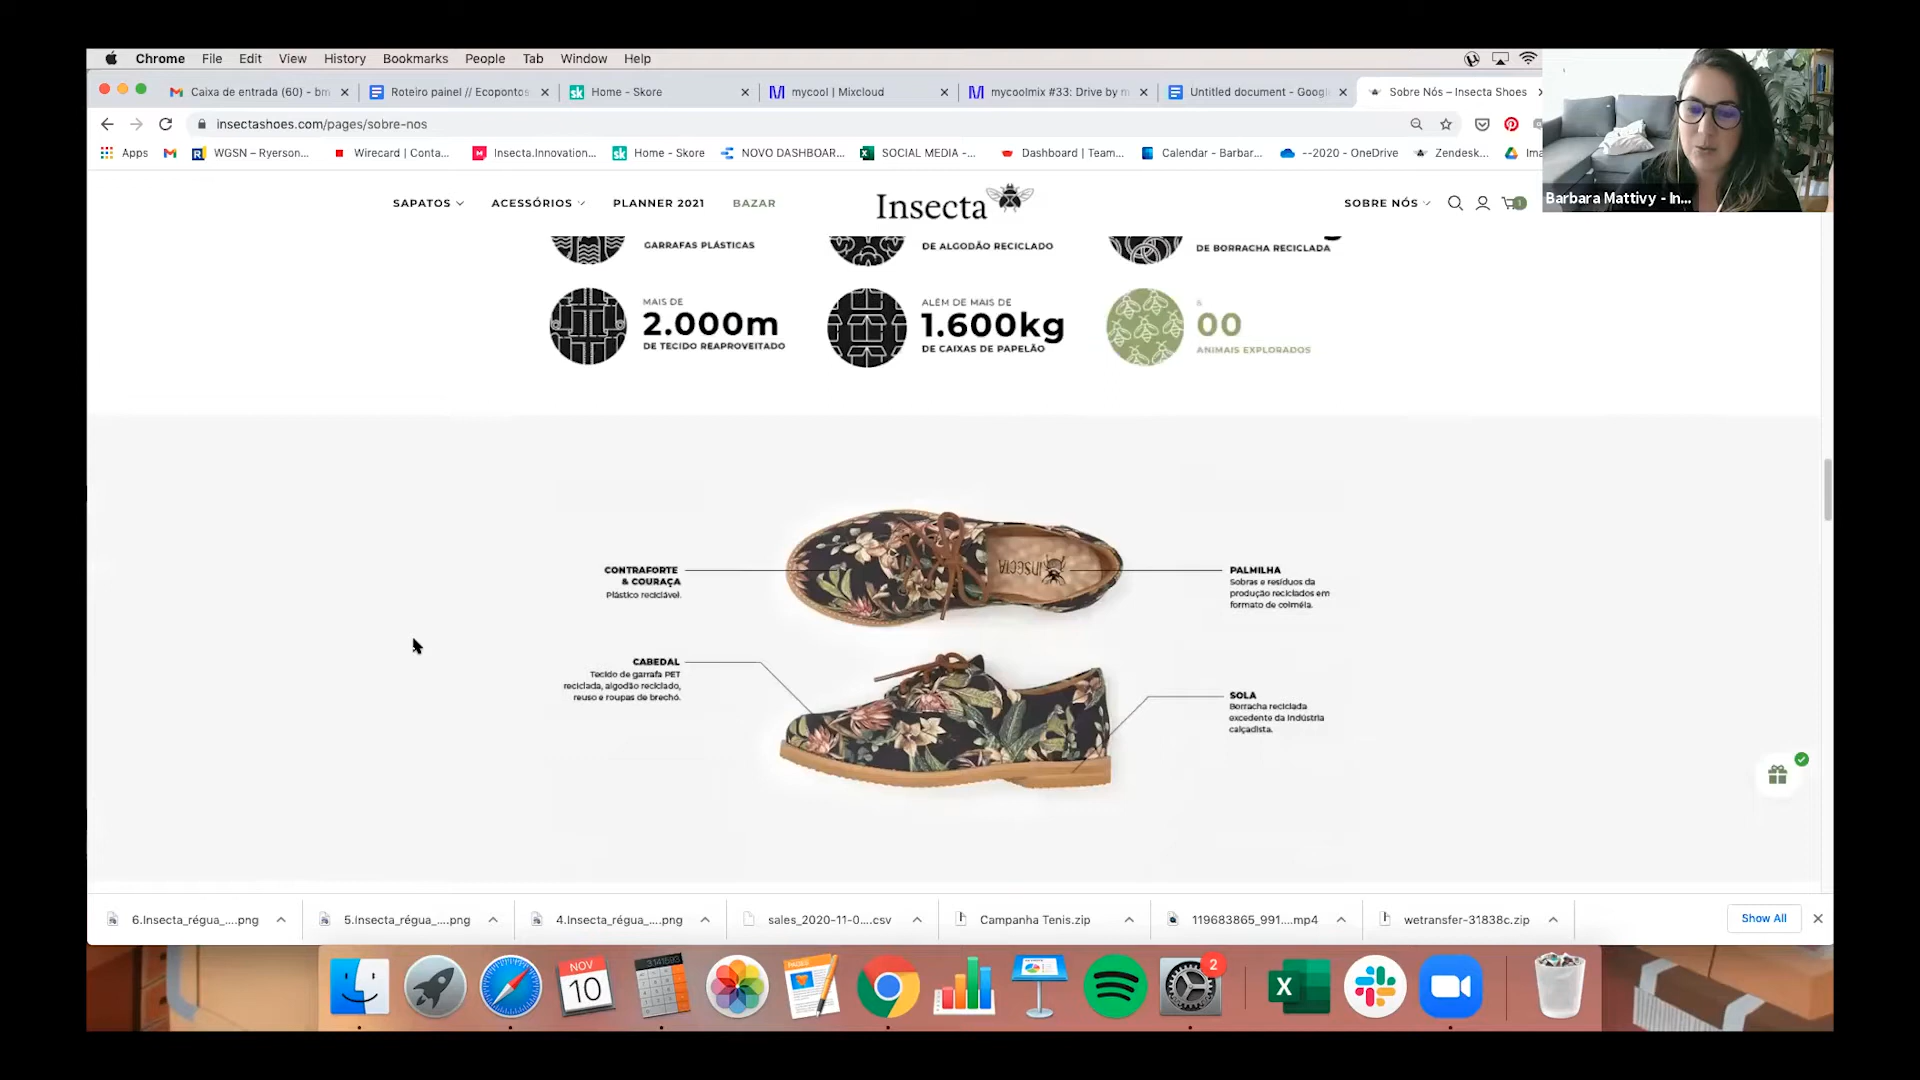 Chrome File Edit View History Bookmarks People Tab Window Help
Caixa de entrada (60) - bm
Roteiro painel // Ecopontos
Home - Skore
mycool | Mixcloud
mycoolmix #33: Drive by m
Untitled document - Googl
Sobre Nós – Insecta Shoes
insectashoes.com/pages/sobre-nos
Apps
WGSN – Ryerson...
Wirecard | Conta...
Insecta.Innovation...
Home - Skore
NOVO DASHBOAR...
SOCIAL MEDIA -...
Dashboard | Team...
Calendar - Barbar...
--2020 - OneDrive
Zendesk...
Ima
Barbara Mattivy - In...
SAPATOS
ACESSÓRIOS
PLANNER 2021
BAZAR
Insecta
SOBRE NÓS
1
GARRAFAS PLÁSTICAS
DE ALGODÃO RECICLADO
DE BORRACHA RECICLADA
MAIS DE
2.000m
DE TECIDO REAPROVEITADO
ALÉM DE MAIS DE
1.600kg
DE CAIXAS DE PAPELÃO
&
00
ANIMAIS EXPLORADOS
CONTRAFORTE
& COURAÇA
Plástico reciclável.
INSECTA
PALMILHA
Sobras e resíduos da
produção reciclados em
formato de colméia.
CABEDAL
Tecido de garrafa PET
reciclada, algodão reciclado,
reuso e roupas de brechó.
SOLA
Borracha reciclada
excedente da indústria
calçadista.
6.Insecta_régua_....png
5.Insecta_régua_....png
4.Insecta_régua_....png
sales_2020-11-0....csv
Campanha Tenis.zip
119683865_991....mp4
wetransfer-31838c.zip
Show All
NOV
10
3.141593
PAGES
2
X